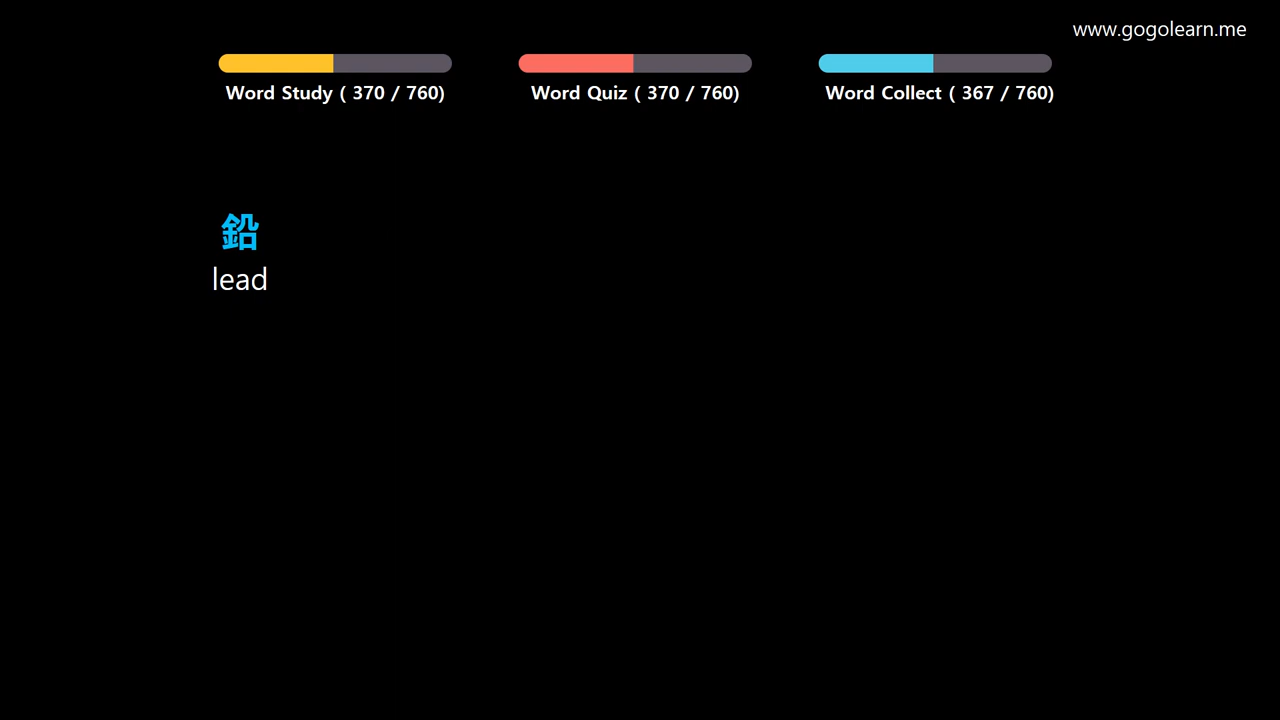 www.gogolearn.me
Word Study ( 370 / 760)
Word Quiz ( 370 / 760)
Word Collect ( 367 / 760)
鉛
lead